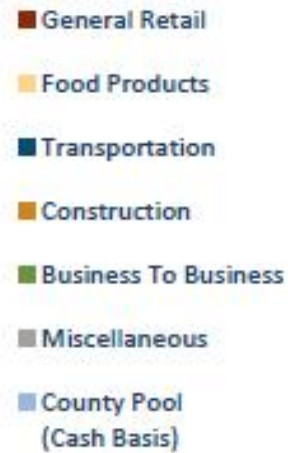 General Retail
Food Products
Transportation
Construction
Business To Business
Miscellaneous
County Pool
(Cash Basis)